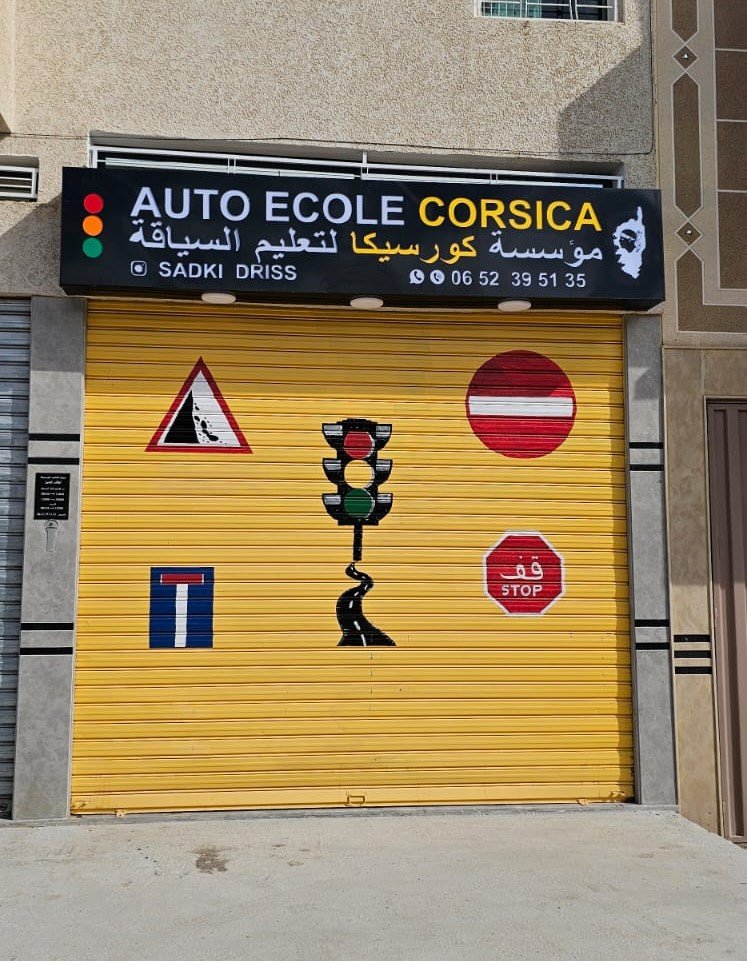 AUTO ECOLE CORSICA
مؤسسة كورسيكا لتعليم السياقة
SADKI DRISS
06 52 39 51 35
قف
STOP